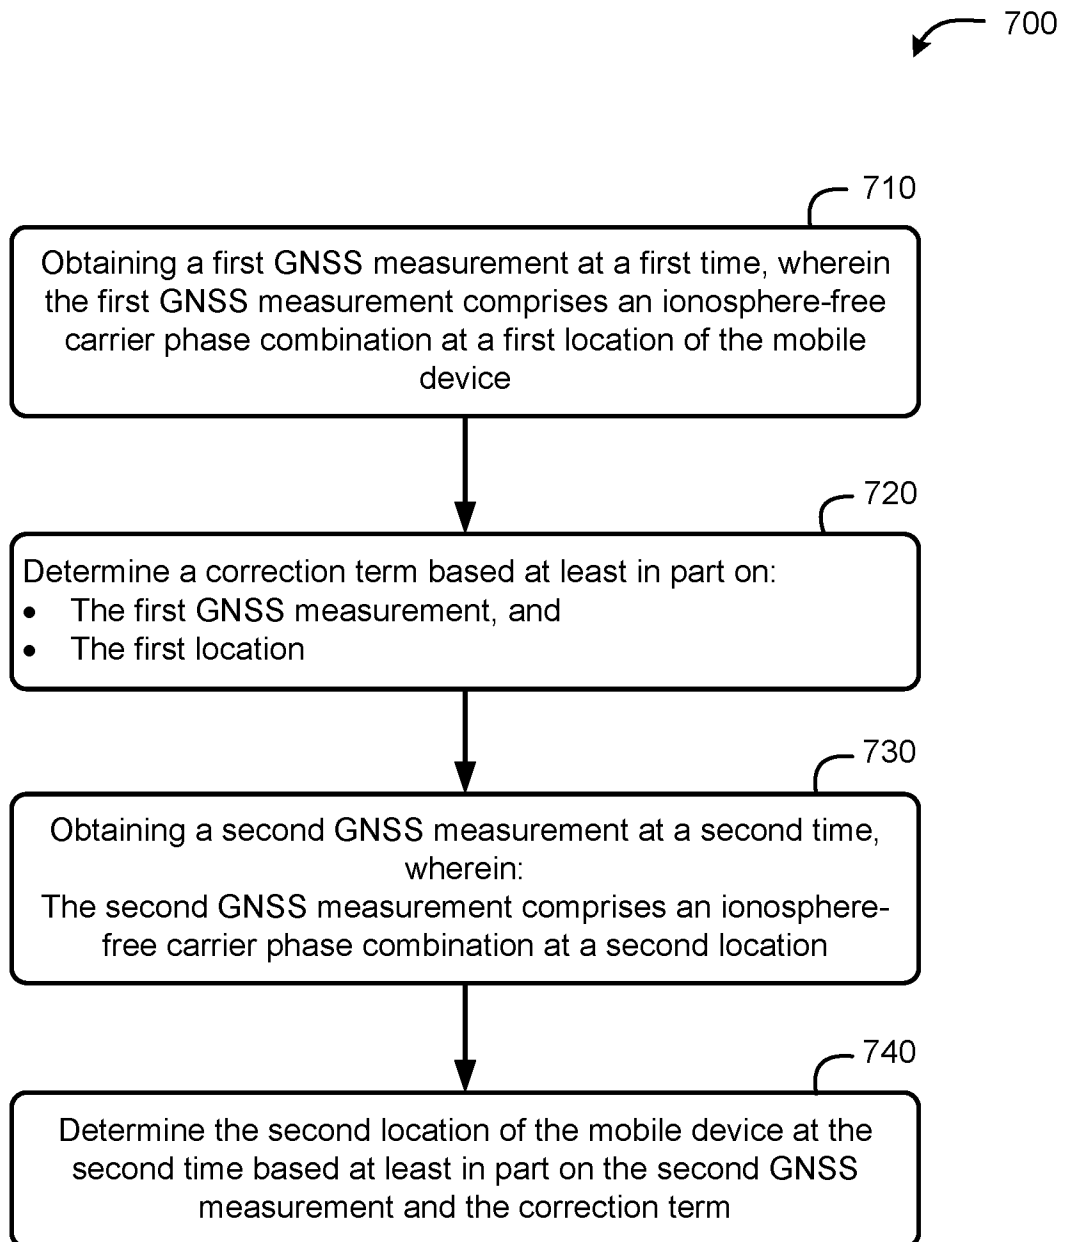 700
710
Obtaining a first GNSS measurement at a first time, wherein
the first GNSS measurement comprises an ionosphere-free
carrier phase combination at a first location of the mobile
device
720
Determine a correction term based at least in part on:
• The first GNSS measurement, and
• The first location
730
Obtaining a second GNSS measurement at a second time,
wherein:
The second GNSS measurement comprises an ionosphere-
free carrier phase combination at a second location
740
Determine the second location of the mobile device at the
second time based at least in part on the second GNSS
measurement and the correction term